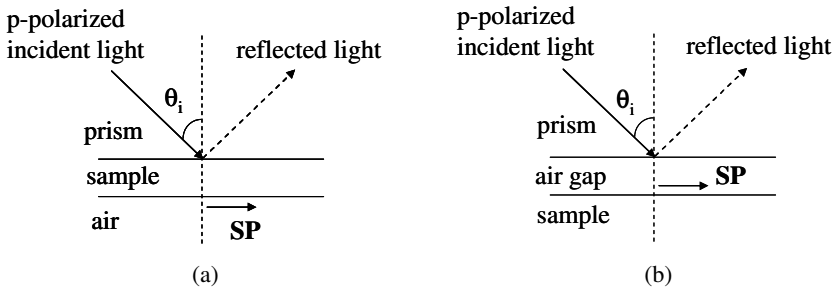 p-polarized
incident light
reflected light
θi
prism
sample
air
SP
(a)
p-polarized
incident light
reflected light
θi
prism
air gap
SP
sample
(b)